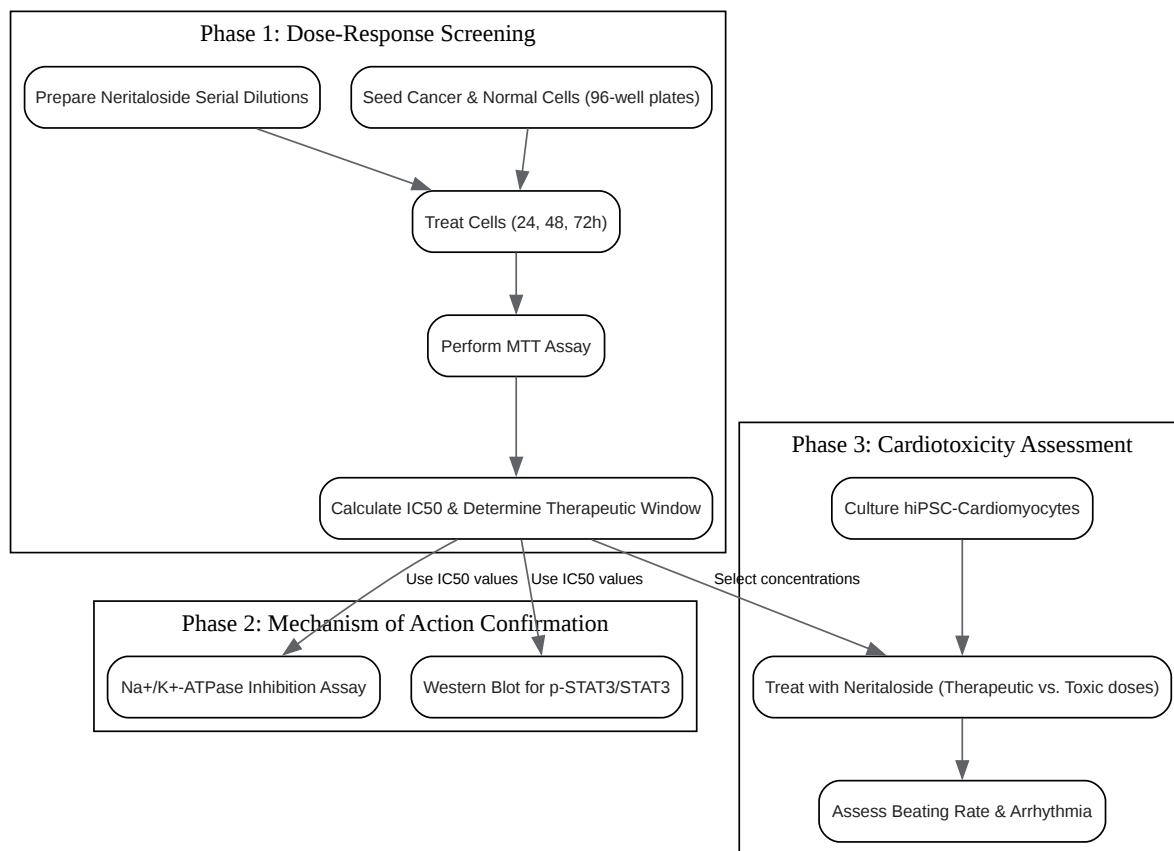 Phase 1: Dose-Response Screening
Prepare Neritaloside Serial Dilutions
Seed Cancer & Normal Cells (96-well plates)
Treat Cells (24, 48, 72h)
Perform MTT Assay
Calculate IC50 & Determine Therapeutic Window
Use IC50 values
Use IC50 values
Select concentrations
Phase 2: Mechanism of Action Confirmation
Na+/K+-ATPase Inhibition Assay
Western Blot for p-STAT3/STAT3
Phase 3: Cardiotoxicity Assessment
Culture hiPSC-Cardiomyocytes
Treat with Neritaloside (Therapeutic vs. Toxic doses)
Assess Beating Rate & Arrhythmia